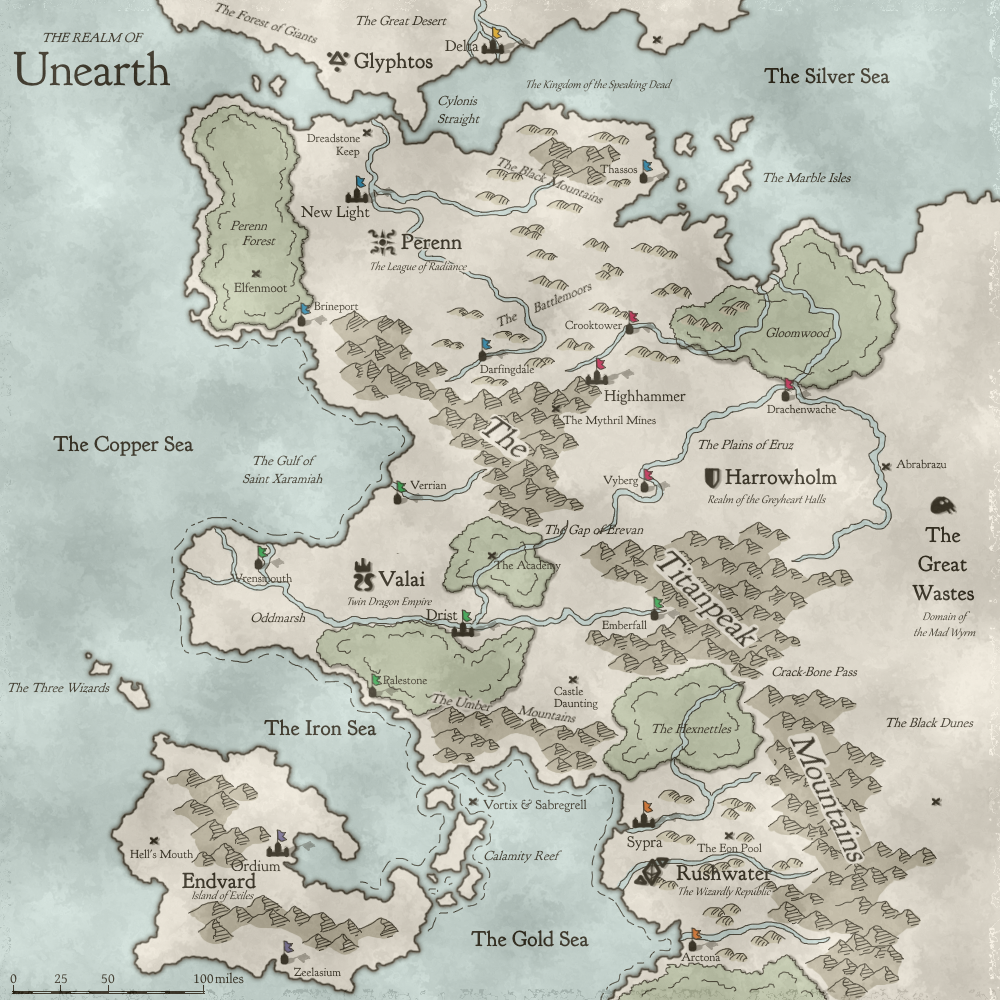 The Forest of Giants
The Great Desert
THE REALM OF
Unearth
Delta
Glyphtos
The Silver Sea
The Kingdom of the Speaking Dead
Cylonis
Straight
Dreadstone
Keep
The Black Mountains
Thassos
The Marble Isles
New Light
Perenn
Forest
Perenn
The League of Radiance
Elfenmoot
Brineport
The Battlemoors
Crooktower
Gloomwood
Darfingdale
Highhammer
Drachenwache
The Mythril Mines
The
The Copper Sea
The Plains of Eruz
The Gulf of
Saint Xaramiah
Abrabrazu
Verrian
Vyberg
Harrowholm
Realm of the Greyheart Halls
The Gap of Erevan
The
Great
Wastes
Domain of
the Mad Wyrm
The Academy
Wrensmouth
Valai
Twin Dragon Empire
Titanpeak
Oddmarsh
Drist
Emberfall
Crack-Bone Pass
Palestone
The Three Wizards
Castle
Daunting
The Umber Mountains
The Black Dunes
The Iron Sea
The Hexnettles
Mountains
Vortix & Sabregrell
Sypra
The Eon Pool
Hell's Mouth
Ordium
Calamity Reef
Endvard
Island of Exiles
Rushwater
The Wizardly Republic
The Gold Sea
Arctona
Zeelasium
0 25 50 100 miles